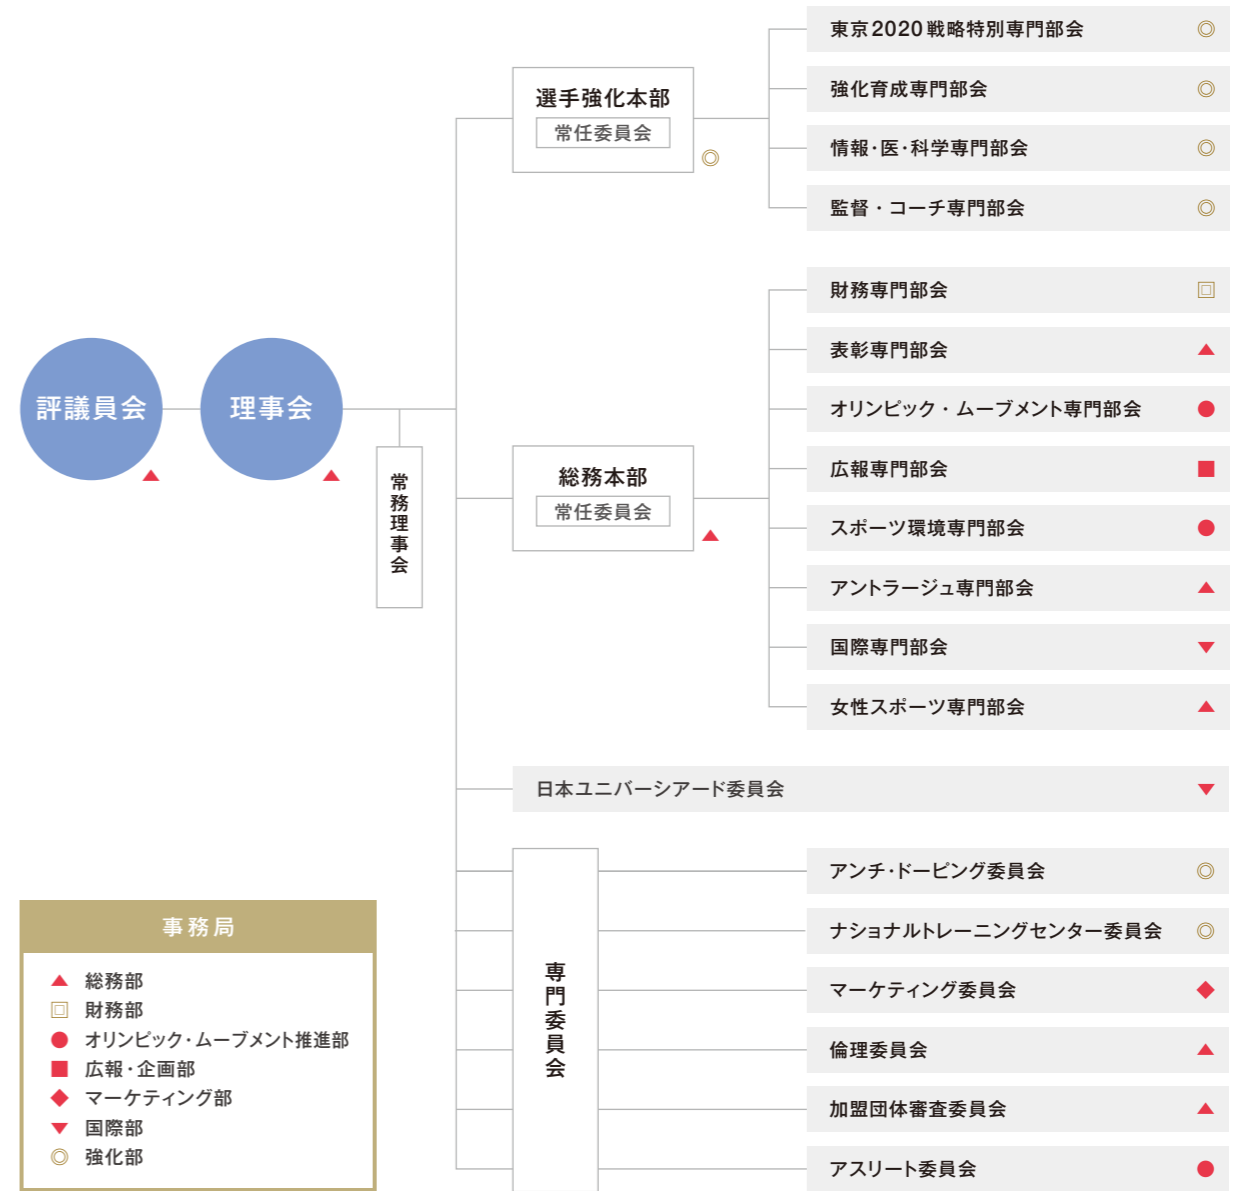 評議員会
理事会
常務理事会
選手強化本部
常任委員会
東京2020戦略特別専門部会
強化育成専門部会
情報・医・科学専門部会
監督・コーチ専門部会
総務本部
常任委員会
財務専門部会
表彰専門部会
オリンピック・ムーブメント専門部会
広報専門部会
スポーツ環境専門部会
アントラージュ専門部会
国際専門部会
女性スポーツ専門部会
日本ユニバーシアード委員会
専門委員会
アンチ・ドーピング委員会
ナショナルトレーニングセンター委員会
マーケティング委員会
倫理委員会
加盟団体審査委員会
アスリート委員会
事務局
総務部
財務部
オリンピック・ムーブメント推進部
広報・企画部
マーケティング部
国際部
強化部